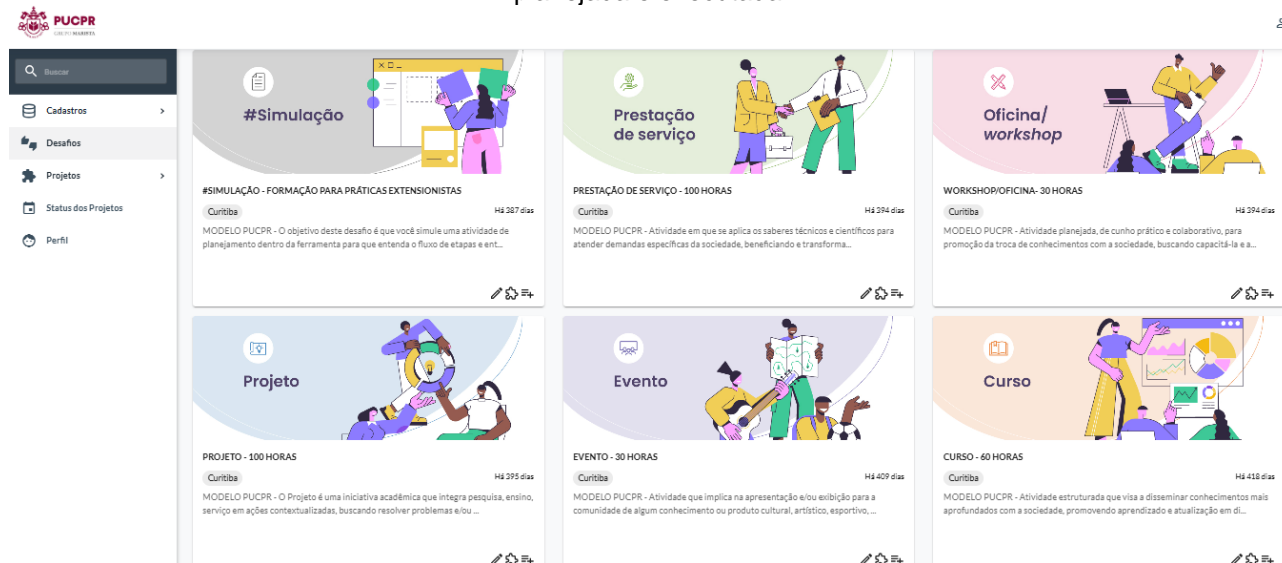 PUCPR
GRUPO MARISTA
Buscar
Cadastros
Desafios
Projetos
Status dos Projetos
Perfil
#Simulação
#SIMULAÇÃO - FORMAÇÃO PARA PRÁTICAS EXTENSIONISTAS
Curitiba
Há 387 dias
MODELO PUCPR - O objetivo deste desafio é que você simule uma atividade de
planejamento dentro da ferramenta para que entenda o fluxo de etapas e ent...
Prestação
de serviço
PRESTAÇÃO DE SERVIÇO - 100 HORAS
Curitiba
Há 394 dias
MODELO PUCPR - Atividade em que se aplica os saberes técnicos e científicos para
atender demandas específicas da sociedade, beneficiando e transforma...
Oficina/
workshop
WORKSHOP/OFICINA- 30 HORAS
Curitiba
Há 394 dias
MODELO PUCPR - Atividade planejada, de cunho prático e colaborativo, para
promoção da troca de conhecimentos com a sociedade, buscando capacitá-la e a...
Projeto
PROJETO - 100 HORAS
Curitiba
Há 395 dias
MODELO PUCPR - O Projeto é uma iniciativa acadêmica que integra pesquisa, ensino,
serviço em ações contextualizadas, buscando resolver problemas e/ou ...
Evento
EVENTO - 30 HORAS
Curitiba
Há 409 dias
MODELO PUCPR - Atividade que implica na apresentação e/ou exibição para a
comunidade de algum conhecimento ou produto cultural, artístico, esportivo, ...
Curso
CURSO - 60 HORAS
Curitiba
Há 418 dias
MODELO PUCPR - Atividade estruturada que visa a disseminar conhecimentos mais
aprofundados com a sociedade, promovendo aprendizado e atualização em di...